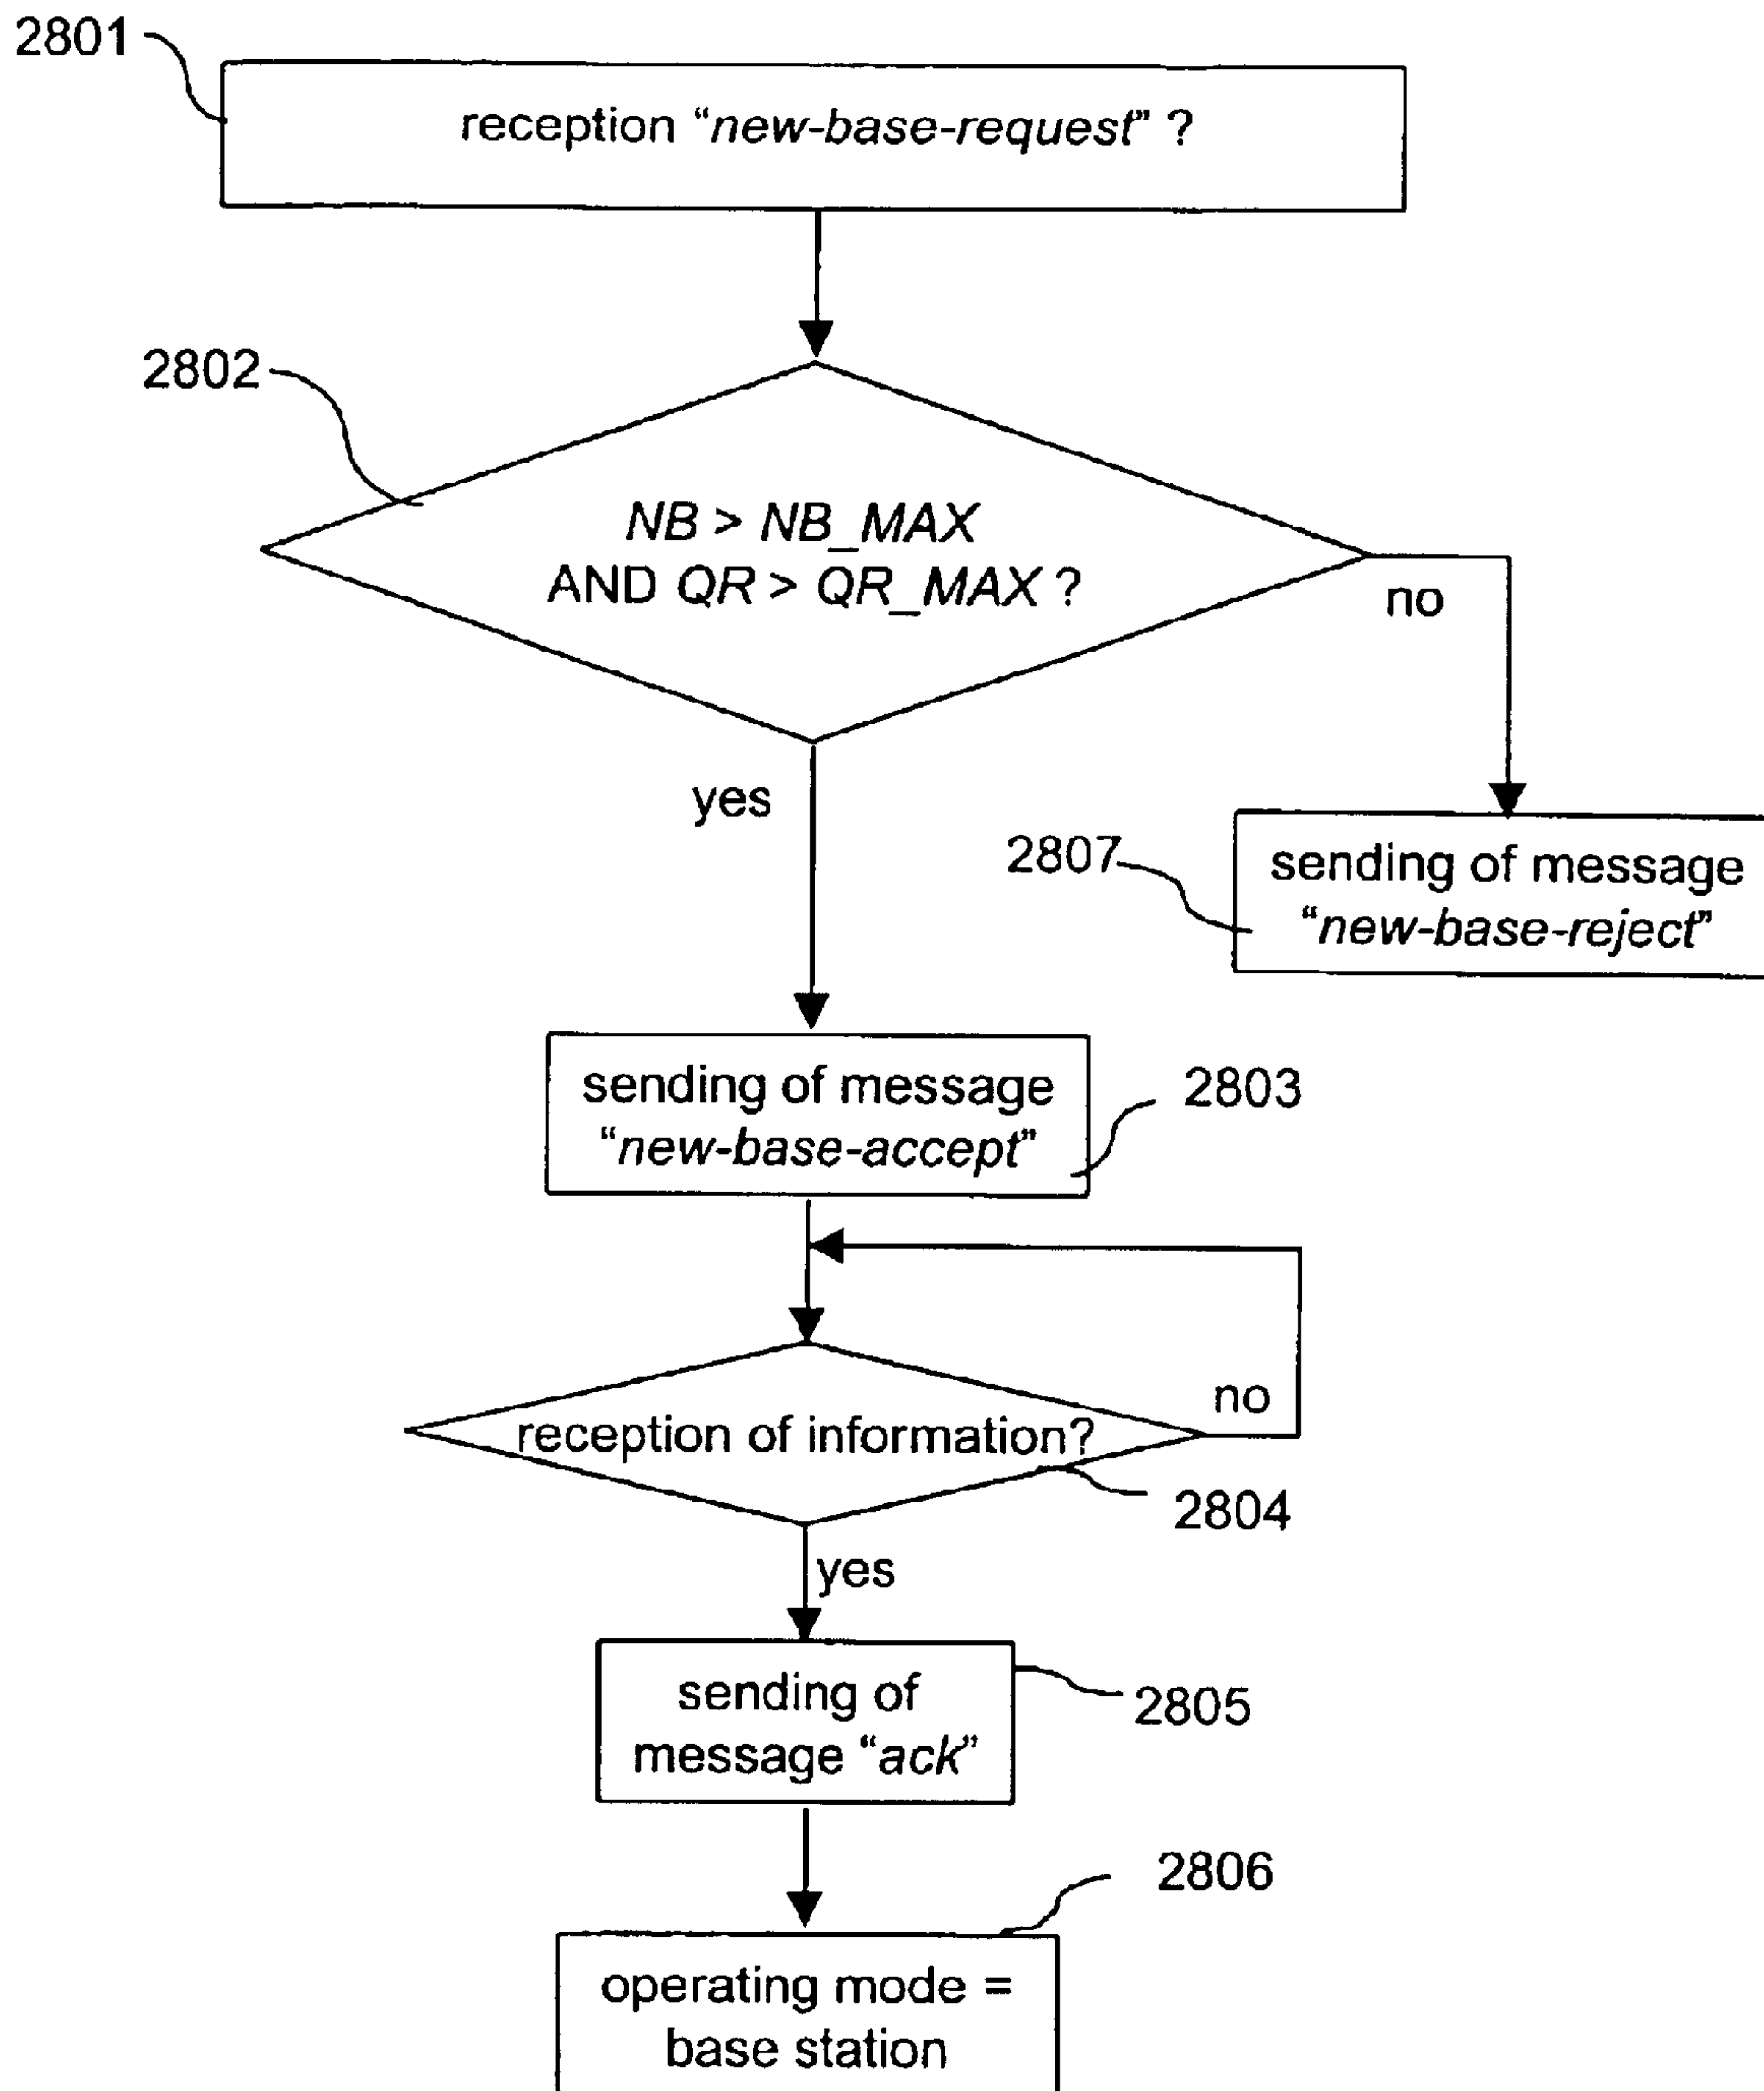 2801
reception “new-base-request” ?
2802
NB > NB_MAX
AND QR > QR_MAX ?
no
yes
2807
sending of message
“new-base-reject”
sending of message
“new-base-accept”
2803
no
reception of information?
2804
yes
sending of
message “ack”
2805
2806
operating mode =
base station